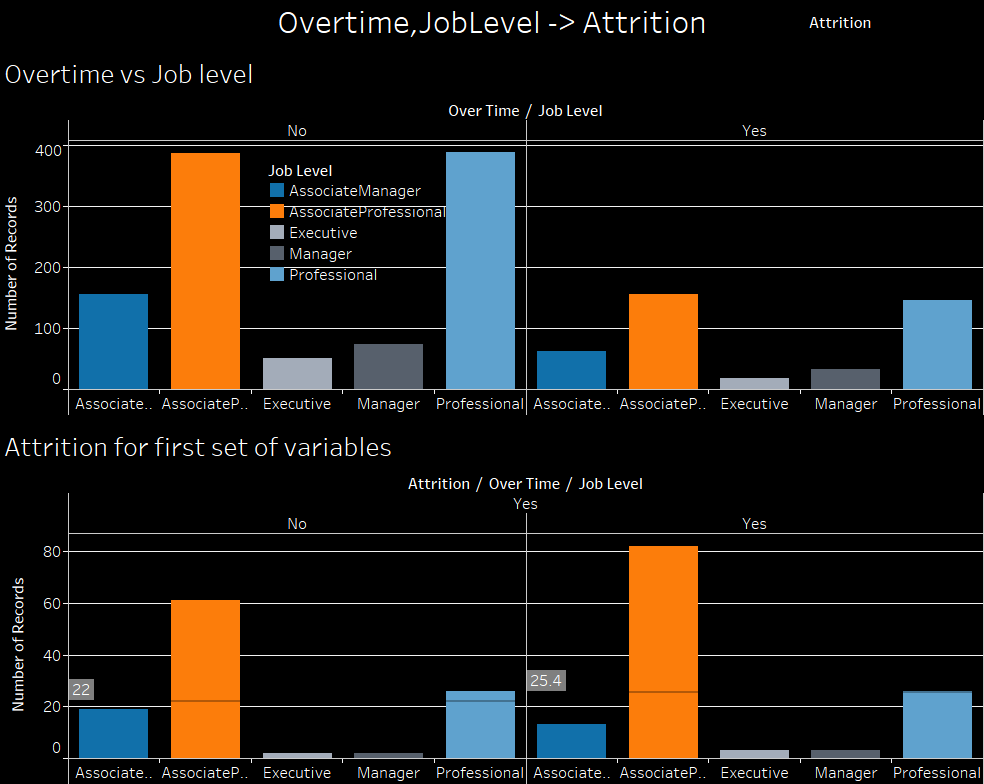 Overtime,JobLevel -> Attrition
Attrition
Overtime vs Job level
Over Time / Job Level
No Yes
Number of Records
400
300
200
100
0
Job Level
AssociateManager
AssociateProfessional
Executive
Manager
Professional
Associate.. AssociateP.. Executive Manager Professional Associate.. AssociateP.. Executive Manager Professional
Attrition for first set of variables
Attrition / Over Time / Job Level
Yes
No Yes
Number of Records
80
60
40
20
0
22
25.4
Associate.. AssociateP.. Executive Manager Professional Associate.. AssociateP.. Executive Manager Professional